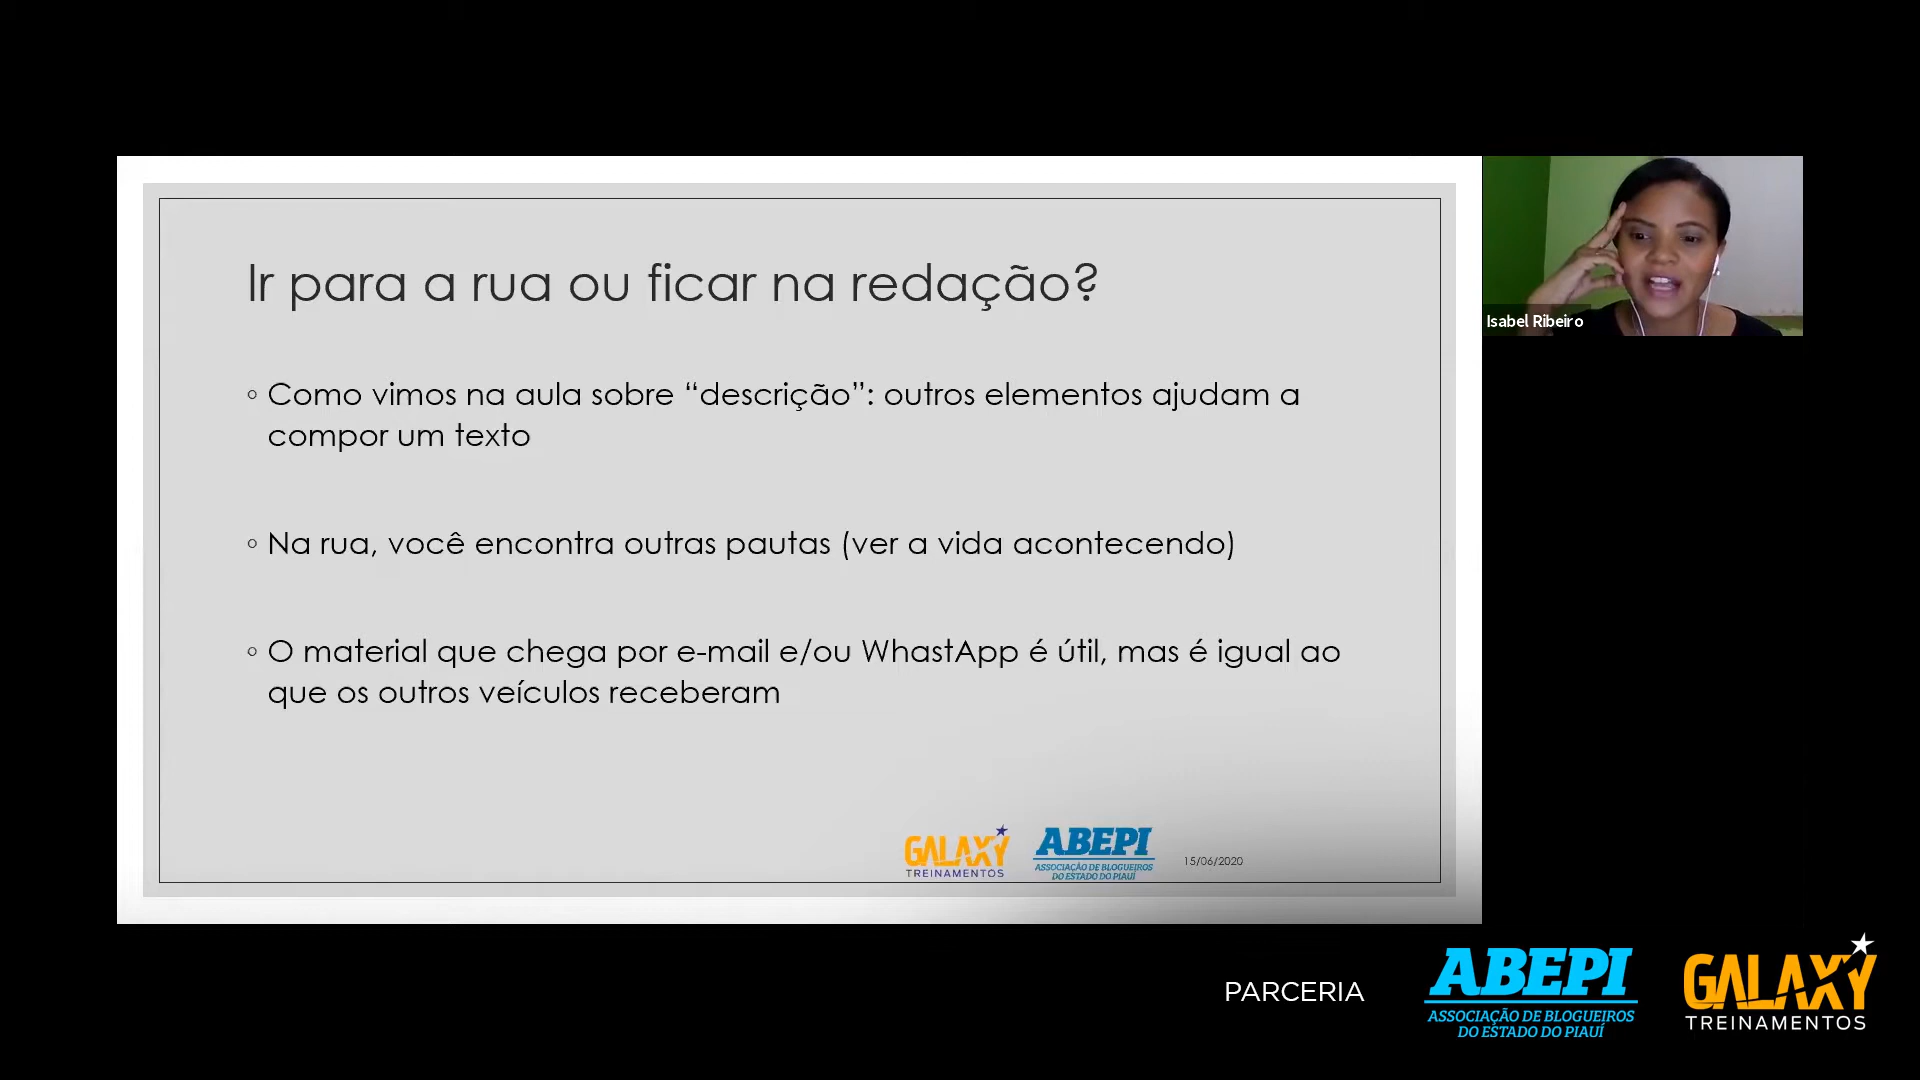 Ir para a rua ou ficar na redação?
◦ Como vimos na aula sobre “descrição”: outros elementos ajudam a
compor um texto
◦ Na rua, você encontra outras pautas (ver a vida acontecendo)
◦ O material que chega por e-mail e/ou WhastApp é útil, mas é igual ao
que os outros veículos receberam
GALAXY
TREINAMENTOS
ABEPI
ASSOCIAÇÃO DE BLOGUEIROS
DO ESTADO DO PIAUÍ
15/06/2020
Isabel Ribeiro
PARCERIA
ABEPI
ASSOCIAÇÃO DE BLOGUEIROS
DO ESTADO DO PIAUÍ
GALAXY
TREINAMENTOS